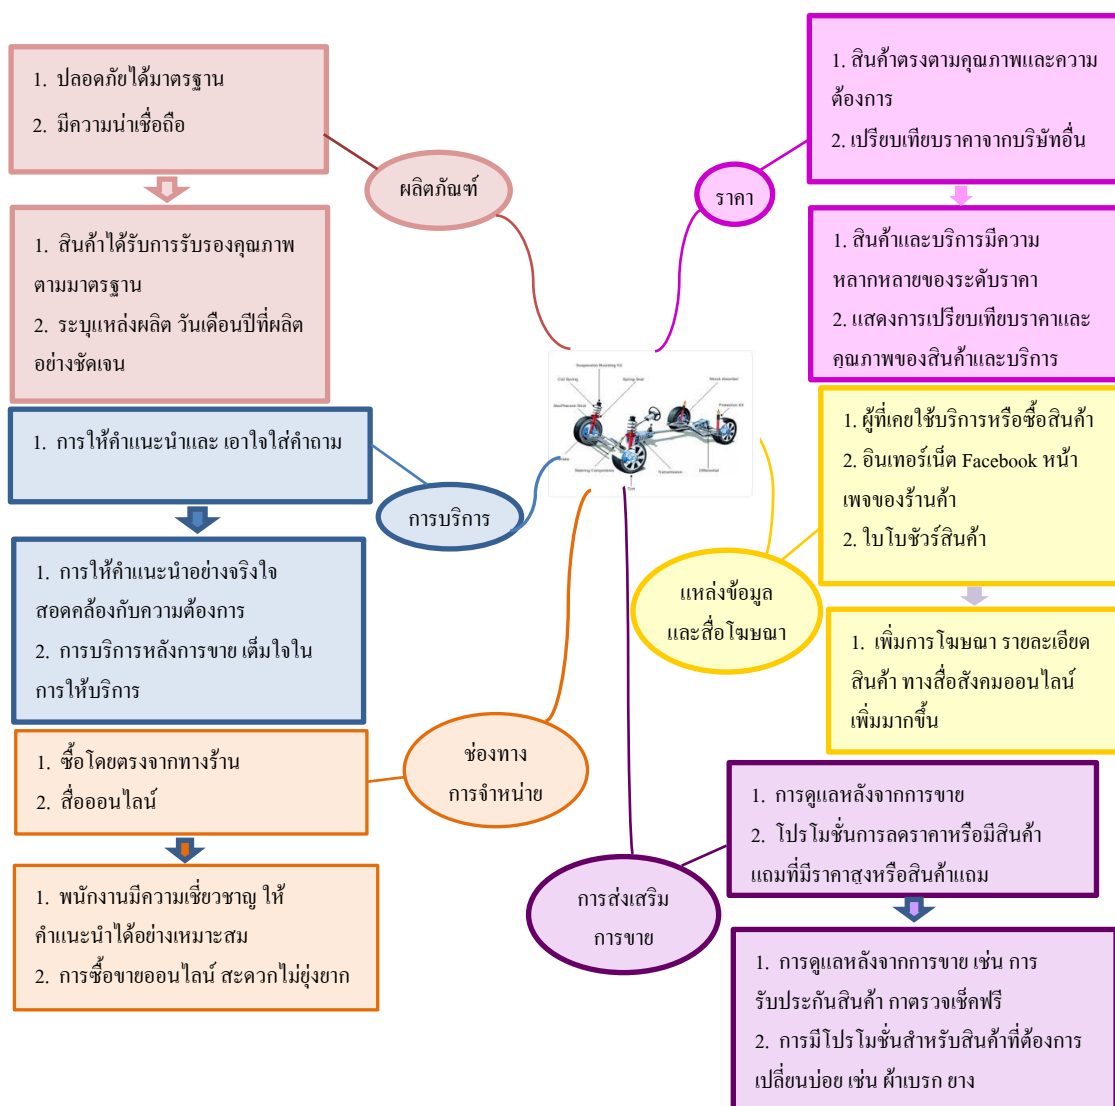 1. ปลอดภัยได้มาตรฐาน
2. มีความน่าเชื่อถือ
ผลิตภัณฑ์
1. สินค้าได้รับการรับรองคุณภาพ
ตามมาตรฐาน
2. ระบุแหล่งผลิต วันเดือนปีที่ผลิต
อย่างชัดเจน
1. สินค้าตรงตามคุณภาพและความ
ต้องการ
2. เปรียบเทียบราคาจากบริษัทอื่น
ราคา
1. สินค้าและบริการมีความ
หลากหลายของระดับราคา
2. แสดงการเปรียบเทียบราคาและ
คุณภาพของสินค้าและบริการ
Suspension Mounting Kit
Coil Spring
Spring Seat
Shock Absorber
MacPherson Strut
Protection Kit
Steering Components
Transmission
Differential
Tyre
1. การให้คำแนะนำและ เอาใจใส่คำถาม
การบริการ
1. การให้คำแนะนำอย่างจริงใจ
สอดคล้องกับความต้องการ
2. การบริการหลังการขาย เต็มใจใน
การให้บริการ
1. ผู้ที่เคยใช้บริการหรือซื้อสินค้า
2. อินเทอร์เน็ต Facebook หน้า
เพจของร้านค้า
2. ใบโบชัวร์สินค้า
แหล่งข้อมูล
และสื่อโฆษณา
1. เพิ่มการโฆษณา รายละเอียด
สินค้า ทางสื่อสังคมออนไลน์
เพิ่มมากขึ้น
1. ซื้อโดยตรงจากทางร้าน
2. สื่อออนไลน์
ช่องทาง
การจำหน่าย
1. พนักงานมีความเชี่ยวชาญ ให้
คำแนะนำได้อย่างเหมาะสม
2. การซื้อขายออนไลน์ สะดวกไม่ยุ่งยาก
1. การดูแลหลังจากการขาย
2. โปรโมชั่นการลดราคาหรือมีสินค้า
แถมที่มีราคาสูงหรือสินค้าแถม
การส่งเสริม
การขาย
1. การดูแลหลังจากการขาย เช่น การ
รับประกันสินค้า กาตรวจเช็คฟรี
2. การมีโปรโมชั่นสำหรับสินค้าที่ต้องการ
เปลี่ยนบ่อย เช่น ผ้าเบรก ยาง